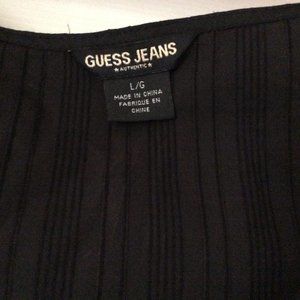 GUESS JEANS
★ AUTHENTIC ★
L/G
MADE IN CHINA
FABRIQUE EN
CHINE